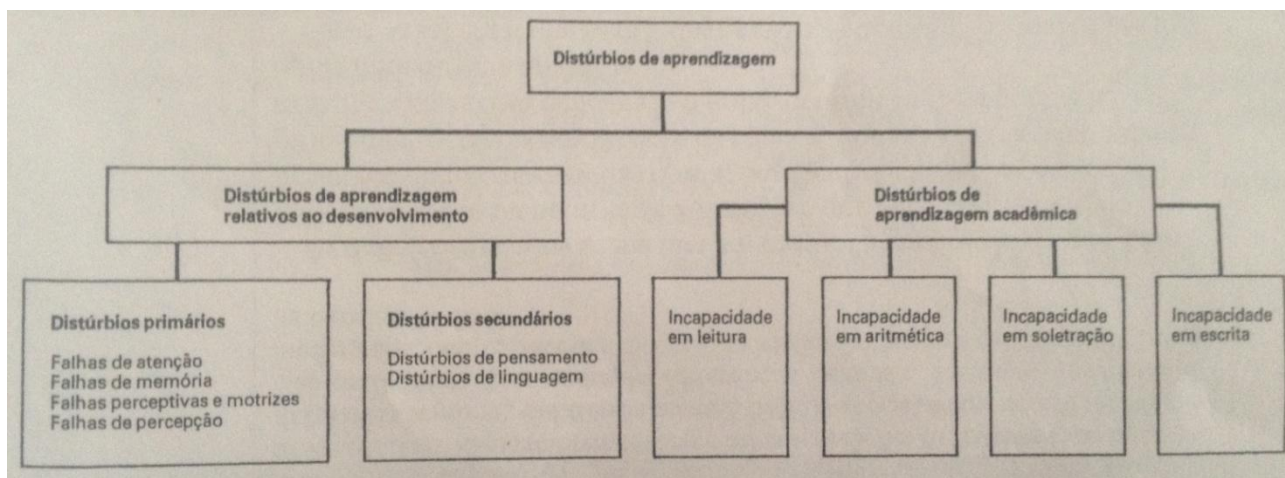 Distúrbios de aprendizagem
Distúrbios de aprendizagem
relativos ao desenvolvimento
Distúrbios de
aprendizagem acadêmica
Distúrbios primários
Falhas de atenção
Falhas de memória
Falhas perceptivas e motrizes
Falhas de percepção
Distúrbios secundários
Distúrbios de pensamento
Distúrbios de linguagem
Incapacidade
em leitura
Incapacidade
em aritmética
Incapacidade
em soletração
Incapacidade
em escrita